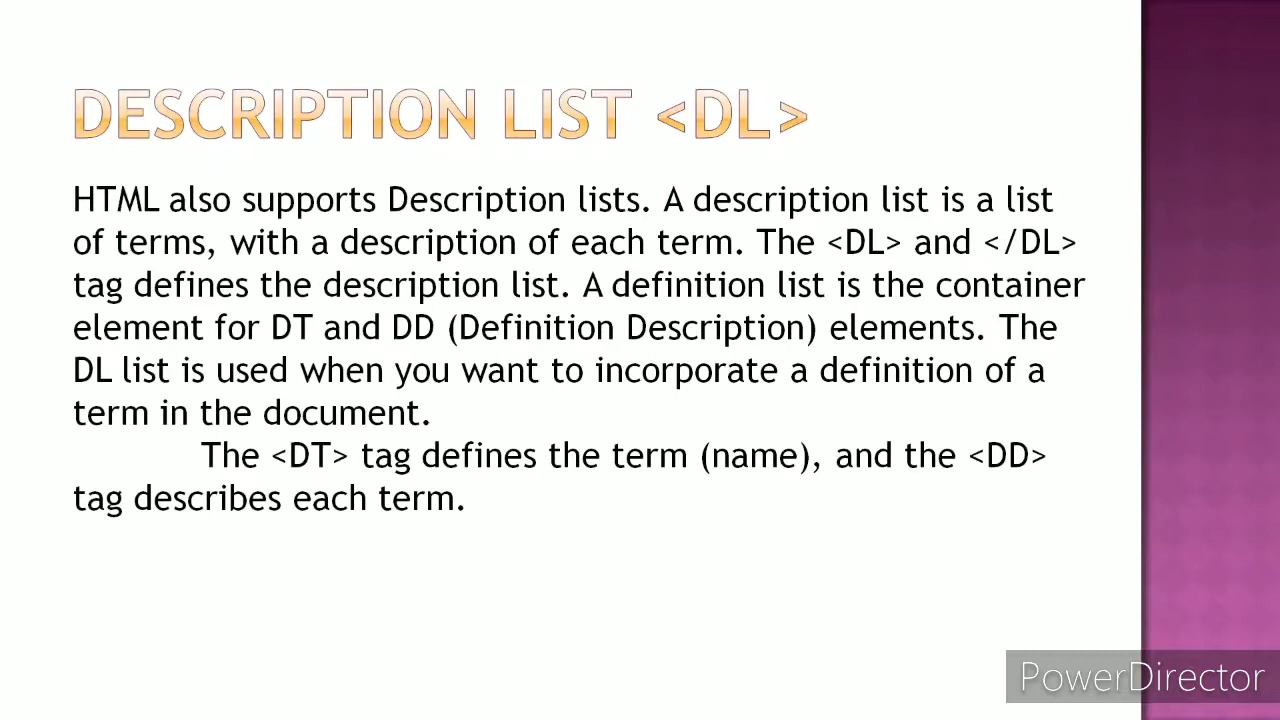 DESCRIPTION LIST <DL>
HTML also supports Description lists. A description list is a list
of terms, with a description of each term. The <DL> and </DL>
tag defines the description list. A definition list is the container
element for DT and DD (Definition Description) elements. The
DL list is used when you want to incorporate a definition of a
term in the document.
The <DT> tag defines the term (name), and the <DD>
tag describes each term.
PowerDirector